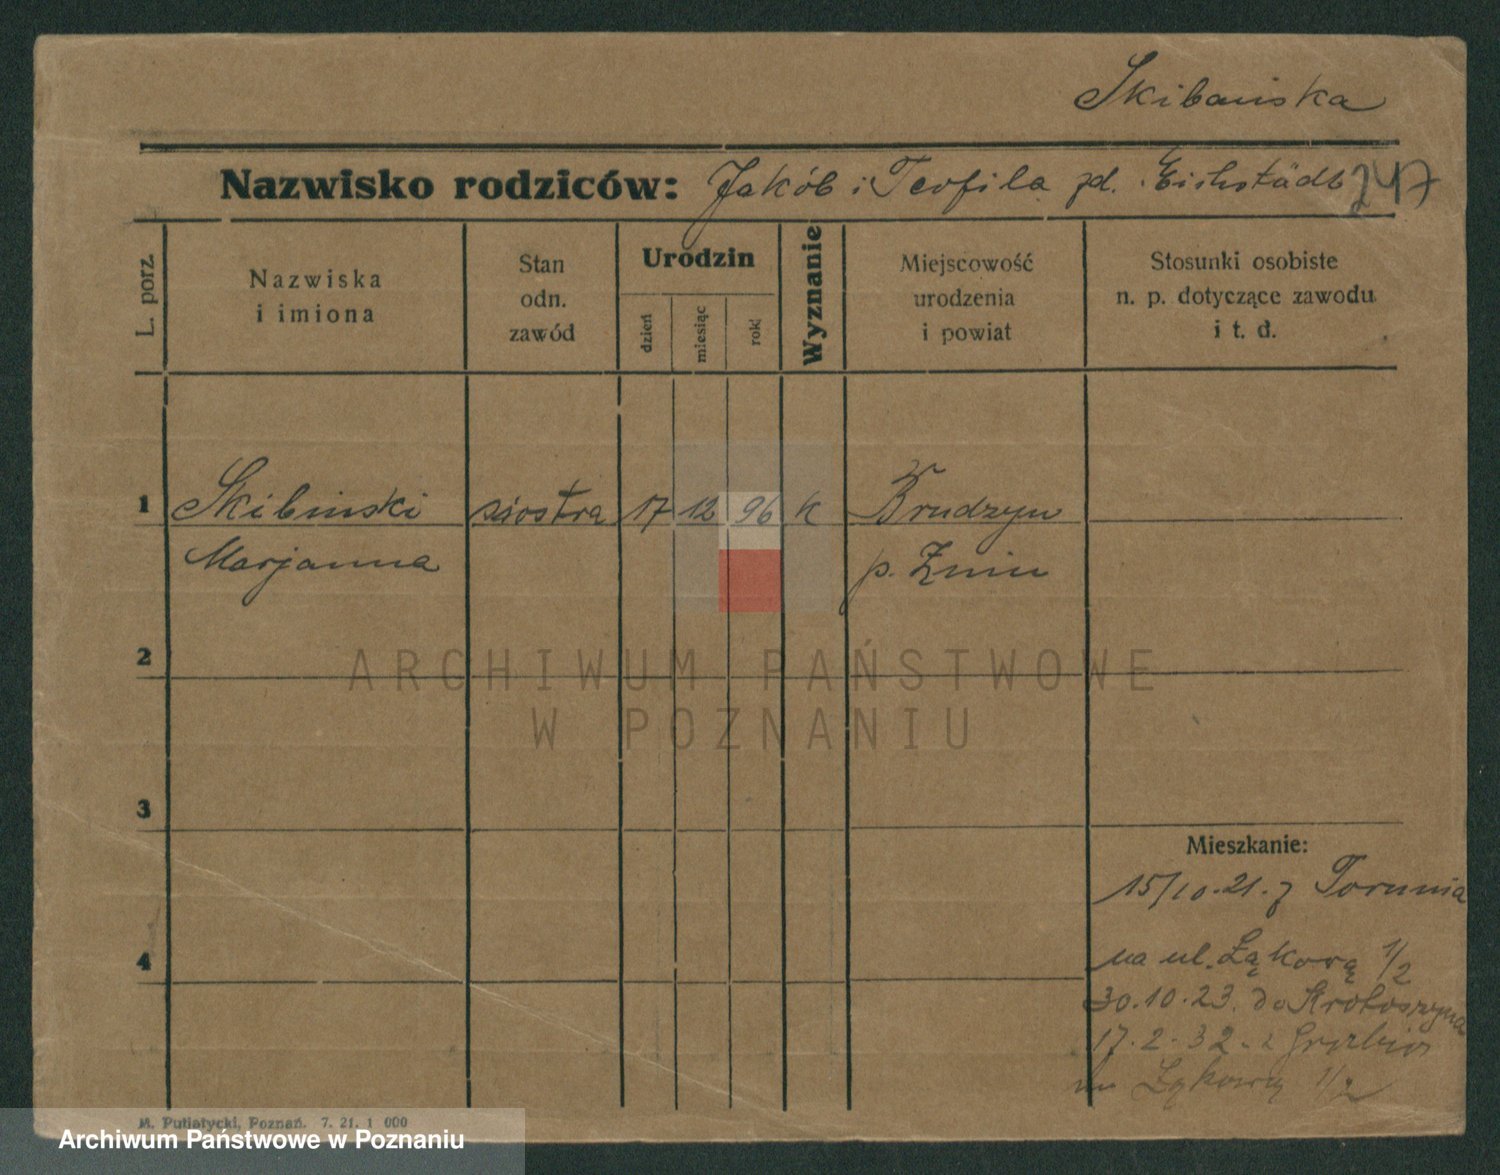 Skibańska
Nazwisko rodziców: Jakób i Teofila zd. Eichstädt 247
L. porz.
Nazwiska
i imiona
Stan
odn.
zawód
Urodzin
dzień
miesiąc
rok
Wyznanie
Miejscowość
urodzenia
i powiat
Stosunki osobiste
n. p. dotyczące zawodu
i t. d.
1 Skibinski siostra 17 12 96 k Brudzyn
Marjanna p. Żnin
2
ARCHIWUM PAŃSTWOWE
W POZNANIU
3
Mieszkanie:
15/10.21. z Torunia
4 na ul. Łąkową 1/2
30.10.23. do Krotoszyna
17.2.32 z
Łąkową 1/2
M. Putiatycki, Poznań. 7. 21. 1 000
Archiwum Państwowe w Poznaniu